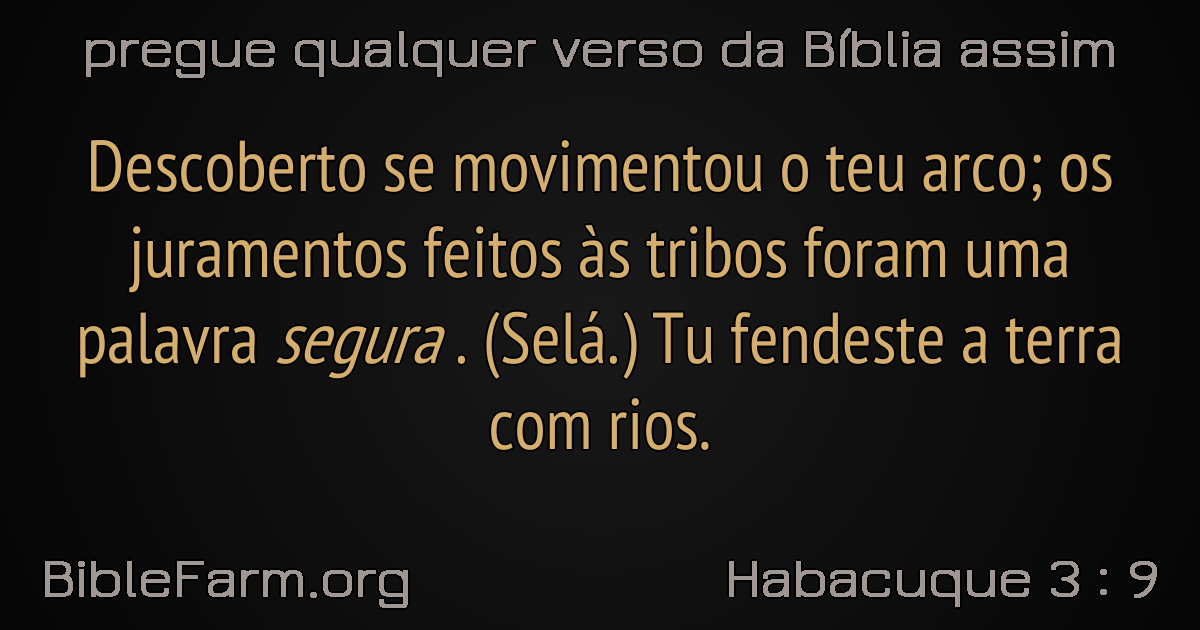 pregue qualquer verso da Bíblia assim
Descoberto se movimentou o teu arco; os
juramentos feitos às tribos foram uma
palavra segura . (Selá.) Tu fendeste a terra
com rios.
BibleFarm.org
Habacuque 3 : 9